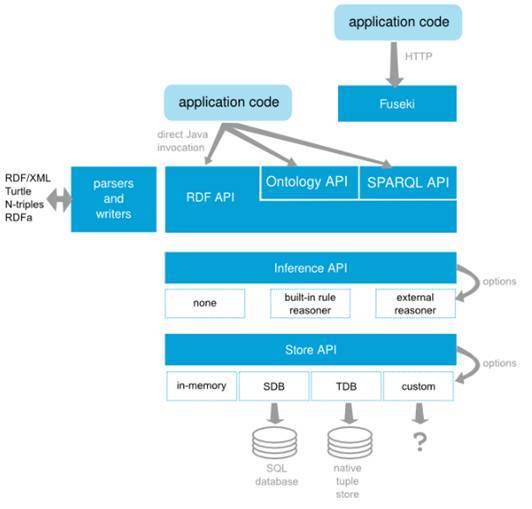 application code
HTTP
Fuseki
application code
direct Java
invocation
RDF/XML
Turtle
N-triples
RDFa
parsers
and
writers
RDF API
Ontology API
SPARQL API
Inference API
options
none
built-in rule
reasoner
external
reasoner
Store API
options
in-memory
SDB
TDB
custom
?
SQL
database
native
tuple
store